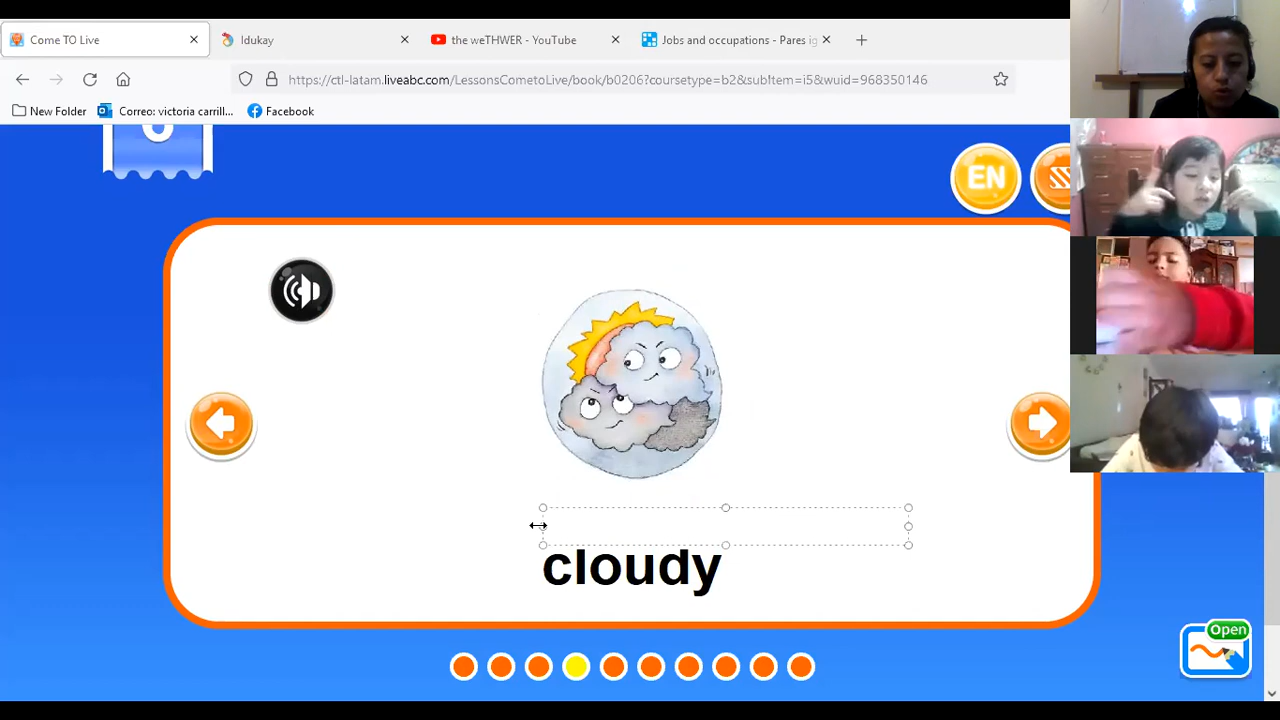 Come TO Live
Idukay
the weTHWER - YouTube
Jobs and occupations - Pares ig
https://ctl-latam.liveabc.com/LessonsCometoLive/book/b0206?coursetype=b2&subItem=i5&wuid=968350146
New Folder
Correo: victoria carrill...
Facebook
EN
cloudy
Open